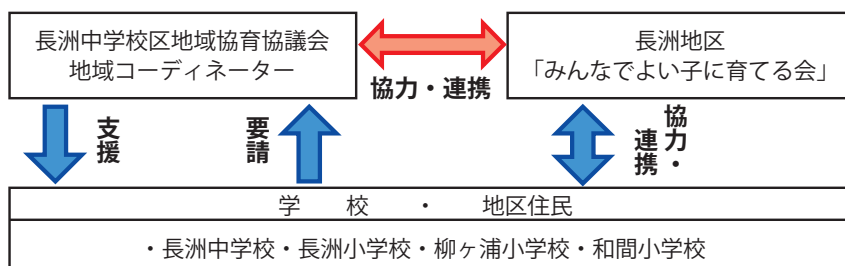 長洲中学校区地域協育協議会
地域コーディネーター
長洲地区
「みんなでよい子に育てる会」
協力・連携
支援
要請
協力・
連携
学　校　・　地区住民
・長洲中学校・長洲小学校・柳ヶ浦小学校・和間小学校